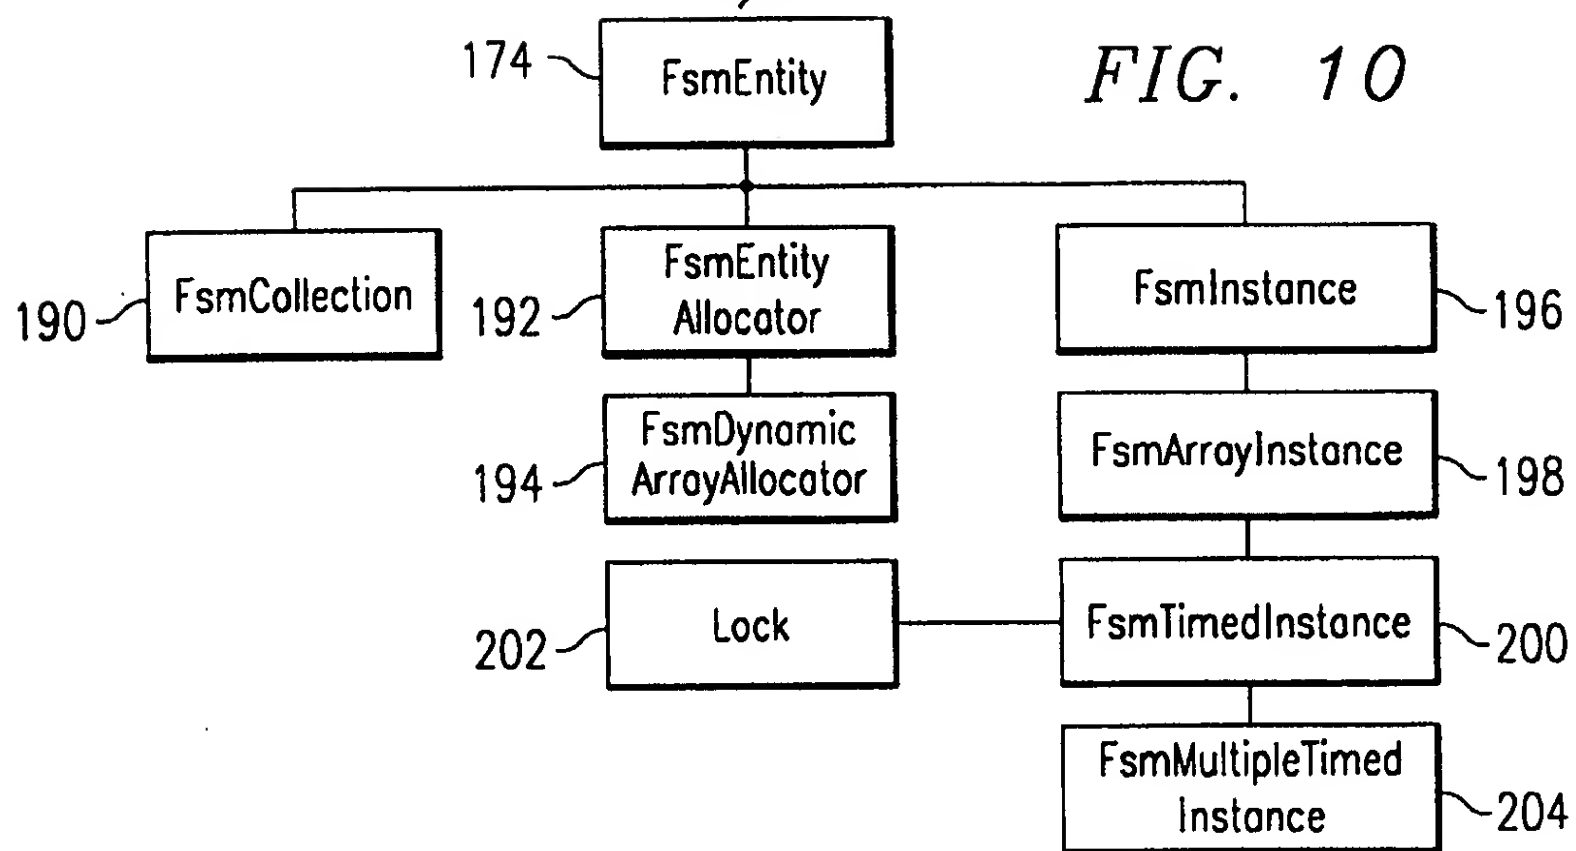 174
FsmEntity
FIG. 10
190
FsmCollection
192
FsmEntity
Allocator
FsmInstance
196
194
FsmDynamic
ArrayAllocator
FsmArrayInstance
198
202
Lock
FsmTimedInstance
200
FsmMultipleTimed
Instance
204